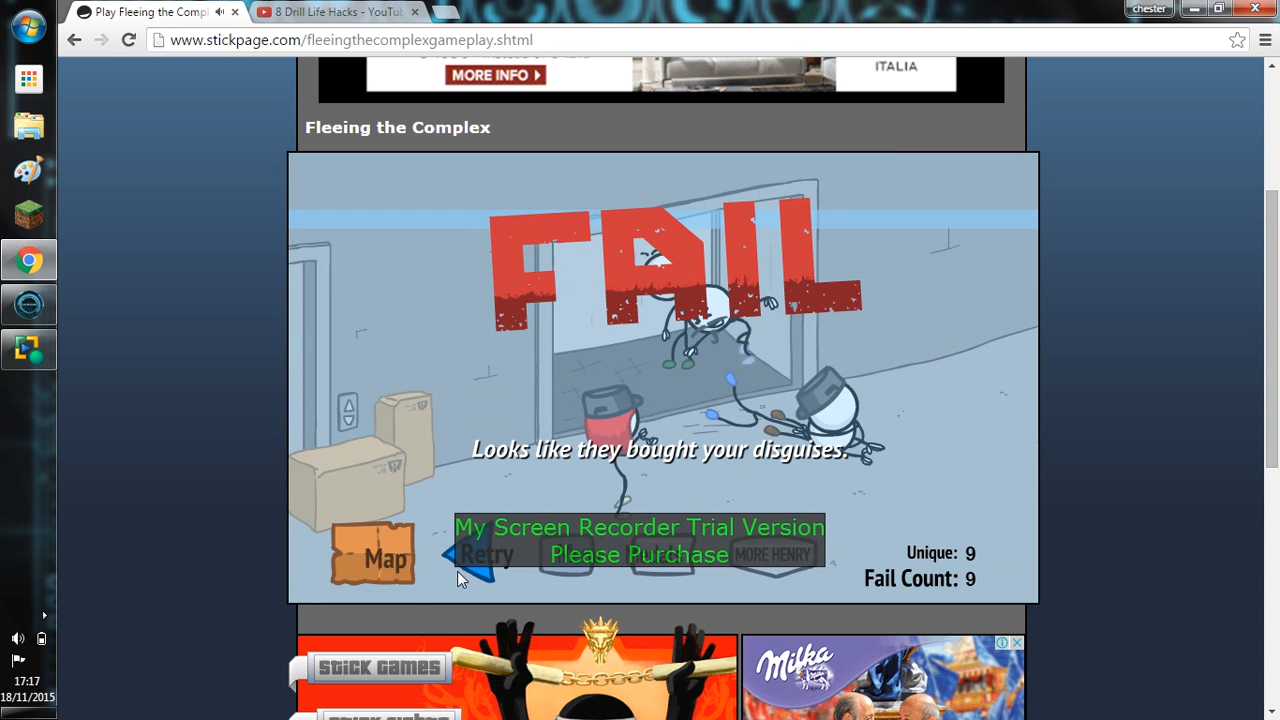 Play Fleeing the Compl
8 Drill Life Hacks - YouTub
chester
www.stickpage.com/fleeingthecomplexgameplay.shtml
MORE INFO
ITALIA
Fleeing the Complex
FAIL
Looks like they bought your disguises.
My Screen Recorder Trial Version
Please Purchase
Map
Retry
MORE HENRY
Unique: 9
Fail Count: 9
STICK GAMES
Milka
17:17
18/11/2015